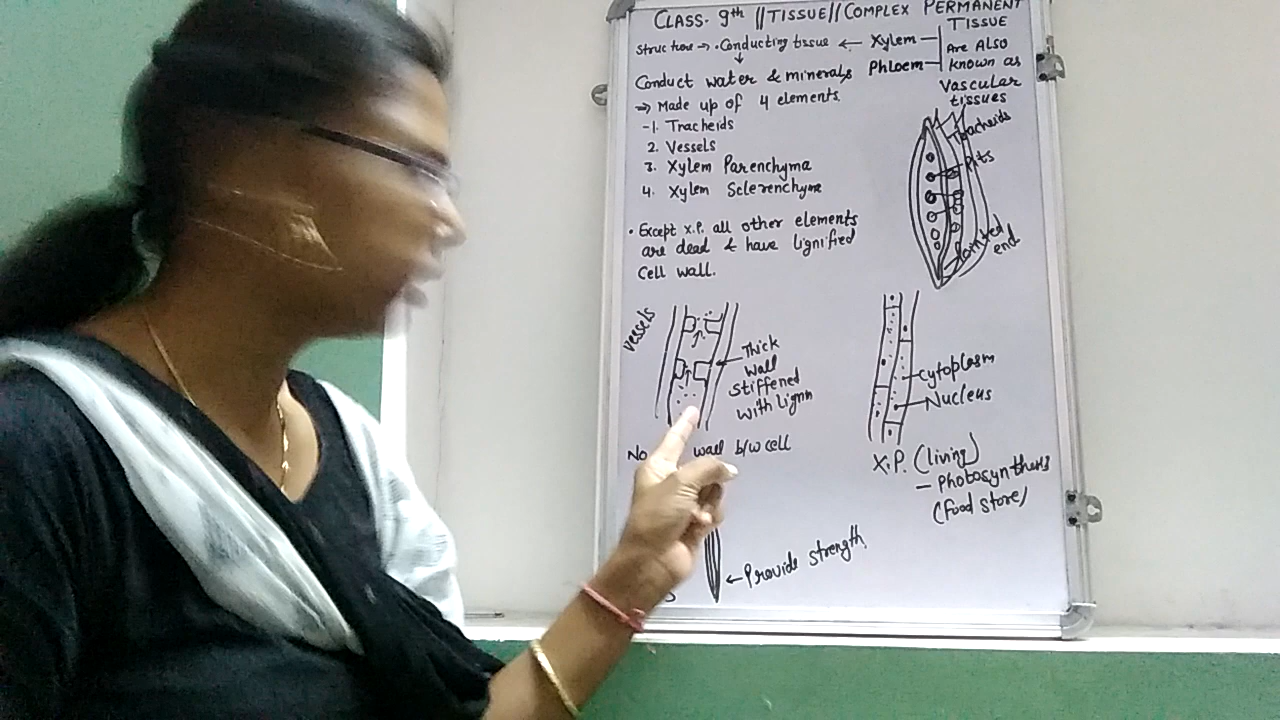 CLASS. 9th || TISSUE || COMPLEX PERMANENT
TISSUE
Structure → . Conducting tissue ← Xylem
Phloem
Are Also
known as
Vascular
tissues
Conduct water & minerals
⇒ Made up of 4 elements.
-1. Tracheids
2. Vessels
3. Xylem Parenchyma
4. Xylem Sclerenchyma
• Except X.P. all other elements
are dead & have lignified
Cell wall.
Tracheids
Pits
Pointed
end
Vessels
Thick
wall
stiffened
with lignin
No wall b/w cell
Cytoplasm
Nucleus
X.P. (living)
- Photosynthesis
(food store)
← Provide strength